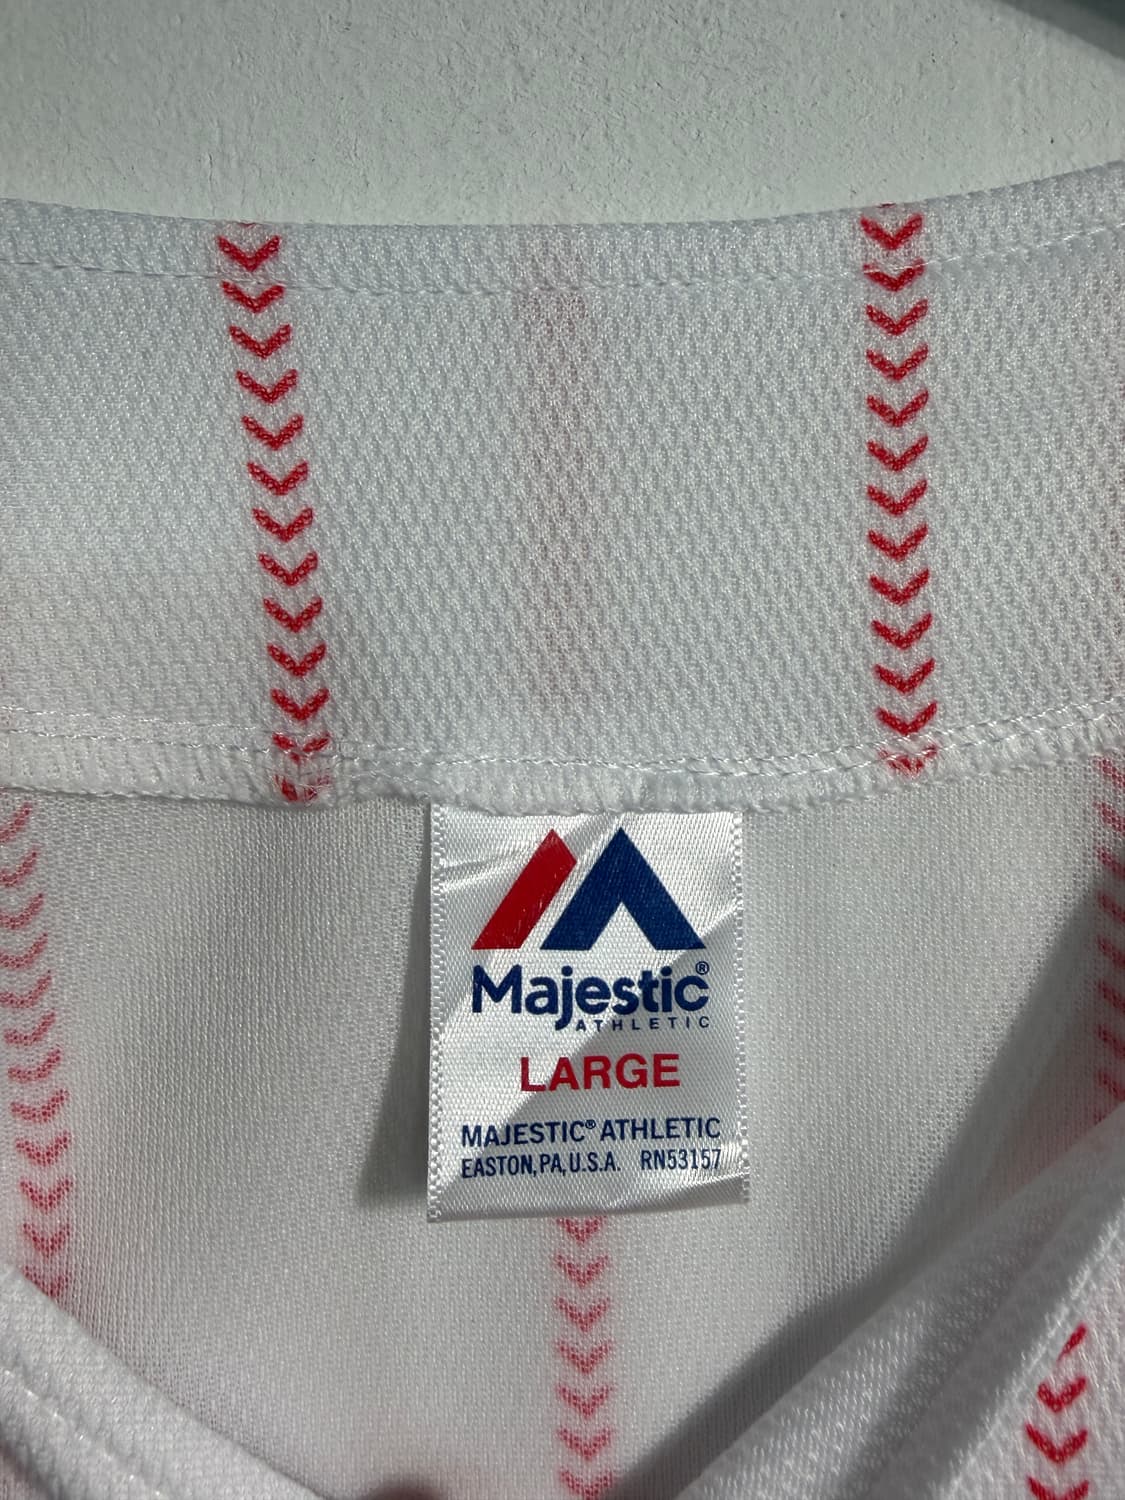 Majestic®
ATHLETIC
LARGE
MAJESTIC® ATHLETIC
EASTON, PA, U.S.A. RN53157